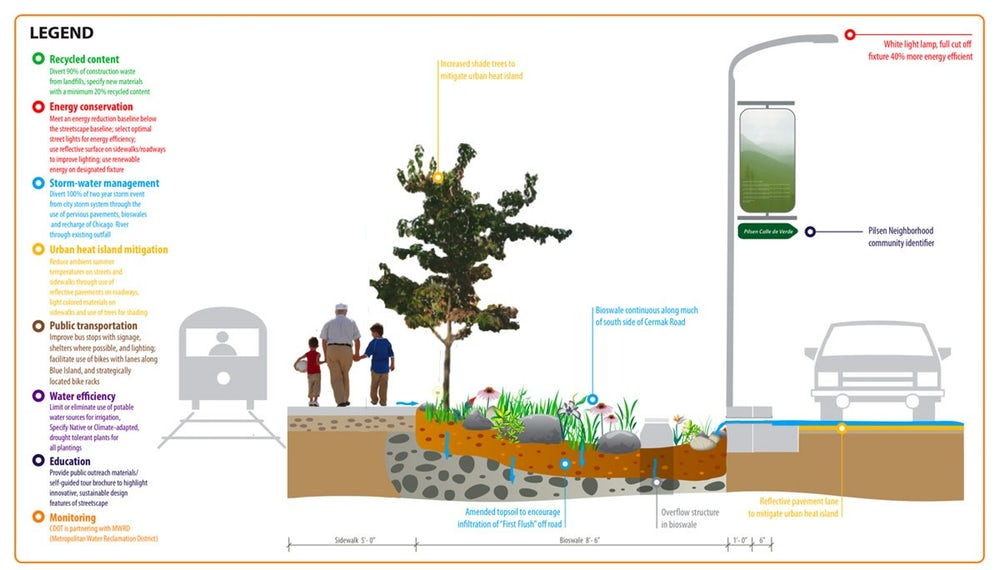 LEGEND
Recycled content
Divert 90% of construction waste
from landfills, specify new materials
with a minimum 20% recycled content
Energy conservation
Meet an energy reduction baseline below
the streetscape baseline; select optimal
street lights for energy efficiency;
use reflective surface on sidewalks/roadways
to improve lighting; use renewable
energy on designated fixture
Storm-water management
Divert 100% of two year storm event
from city storm system through the
use of pervious pavements, bioswales
and recharge of Chicago River
through existing outfall
Urban heat island mitigation
Reduce ambient summer
temperatures on streets and
sidewalks through use of
reflective pavements on roadways,
light colored materials on
sidewalks and use of trees for shading
Public transportation
Improve bus stops with signage,
shelters where possible, and lighting;
facilitate use of bikes with lanes along
Blue Island, and strategically
located bike racks
Water efficiency
Limit or eliminate use of potable
water sources for irrigation,
Specify Native or Climate-adapted,
drought tolerant plants for
all plantings
Education
Provide public outreach materials/
self-guided tour brochure to highlight
innovative, sustainable design
features of streetscape
Monitoring
CDOT is partnering with MWRD
(Metropolitan Water Reclamation District)
Increased shade trees to
mitigate urban heat island
White light lamp, full cut off
fixture 40% more energy efficient
Pilsen Calle de Verde
Pilsen Neighborhood
community identifier
Bioswale continuous along much
of south side of Cermak Road
Amended topsoil to encourage
infiltration of "First Flush" off road
Overflow structure
in bioswale
Reflective pavement lane
to mitigate urban heat island
Sidewalk 5'- 0"
Bioswale 8'- 6"
1'- 0"
6"